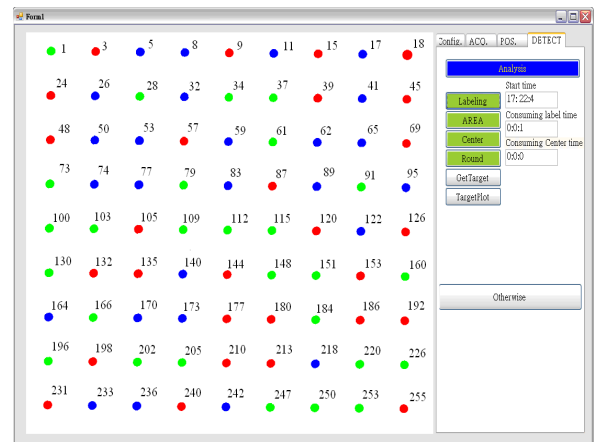 Form1
Config. ACQ. POS. DETECT
1 3 5 8 9 11 15 17 18
24 26 28 32 34 37 39 41 45
48 50 53 57 59 61 62 65 69
73 74 77 79 83 87 89 91 95
100 103 105 109 112 115 120 122 126
130 132 135 140 144 148 151 153 160
164 166 170 173 177 180 184 186 192
196 198 202 205 210 213 218 220 226
231 233 236 240 242 247 250 253 255
Analysis
Start time
Labeling 17: 22:4
Consuming label time
AREA 0:0:1
Center Consuming Center time
Round 0:0:0
GetTarget
TargetPlot
Otherwise